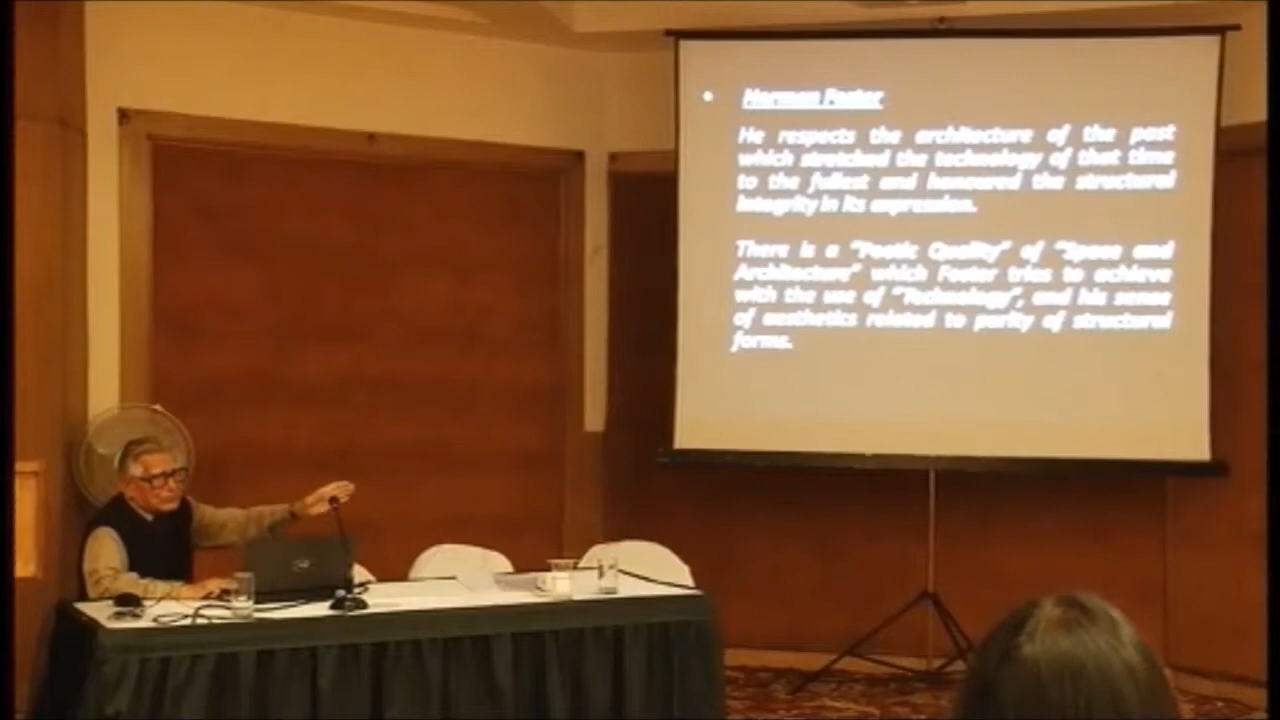 Norman Foster
He respects the architecture of the past
which stretched the technology of that time
to the fullest and honoured the structural
integrity in its expression.
There is a "Poetic Quality" of "Space and
Architecture" which Foster tries to achieve
with the use of "Technology", and his sense
of aesthetics related to purity of structural
forms.